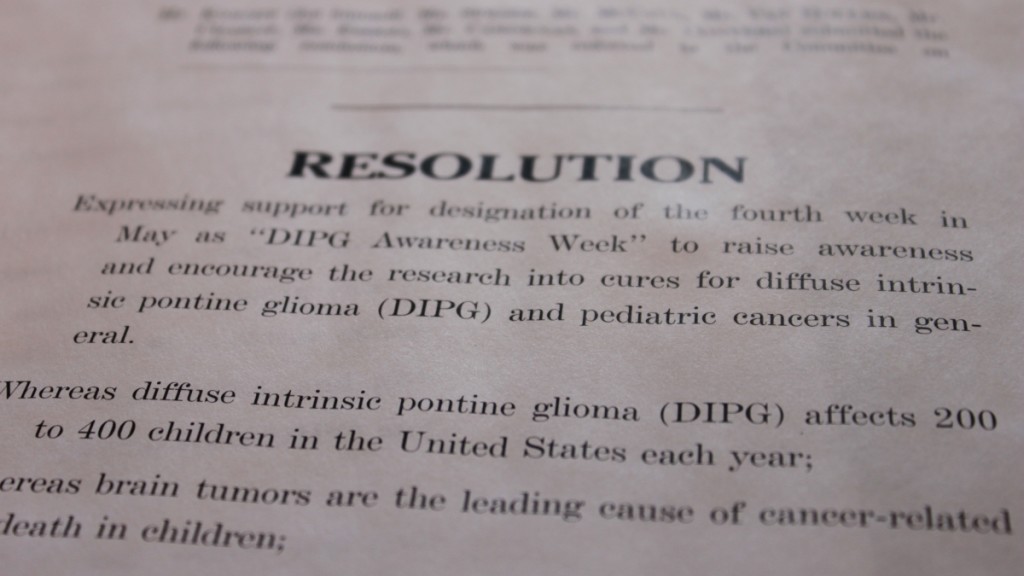 RESOLUTION
Expressing support for designation of the fourth week in
May as “DIPG Awareness Week” to raise awareness
and encourage the research into cures for diffuse intrin-
sic pontine glioma (DIPG) and pediatric cancers in gen-
eral.
Whereas diffuse intrinsic pontine glioma (DIPG) affects 200
to 400 children in the United States each year;
ereas brain tumors are the leading cause of cancer-related
death in children;